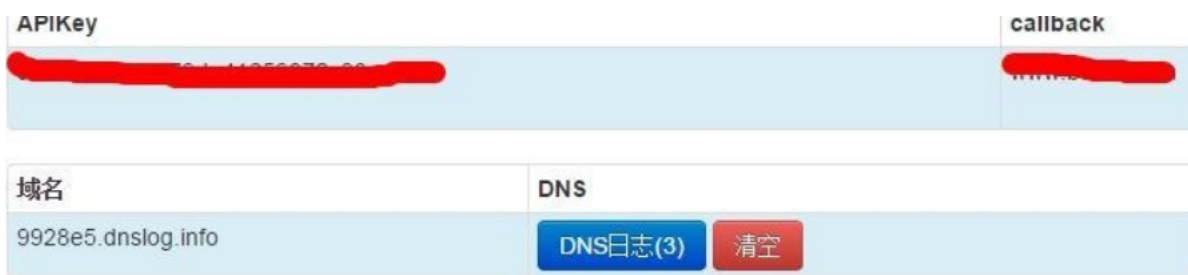 APIKey callback
域名 DNS
9928e5.dnslog.info DNS日志(3) 清空